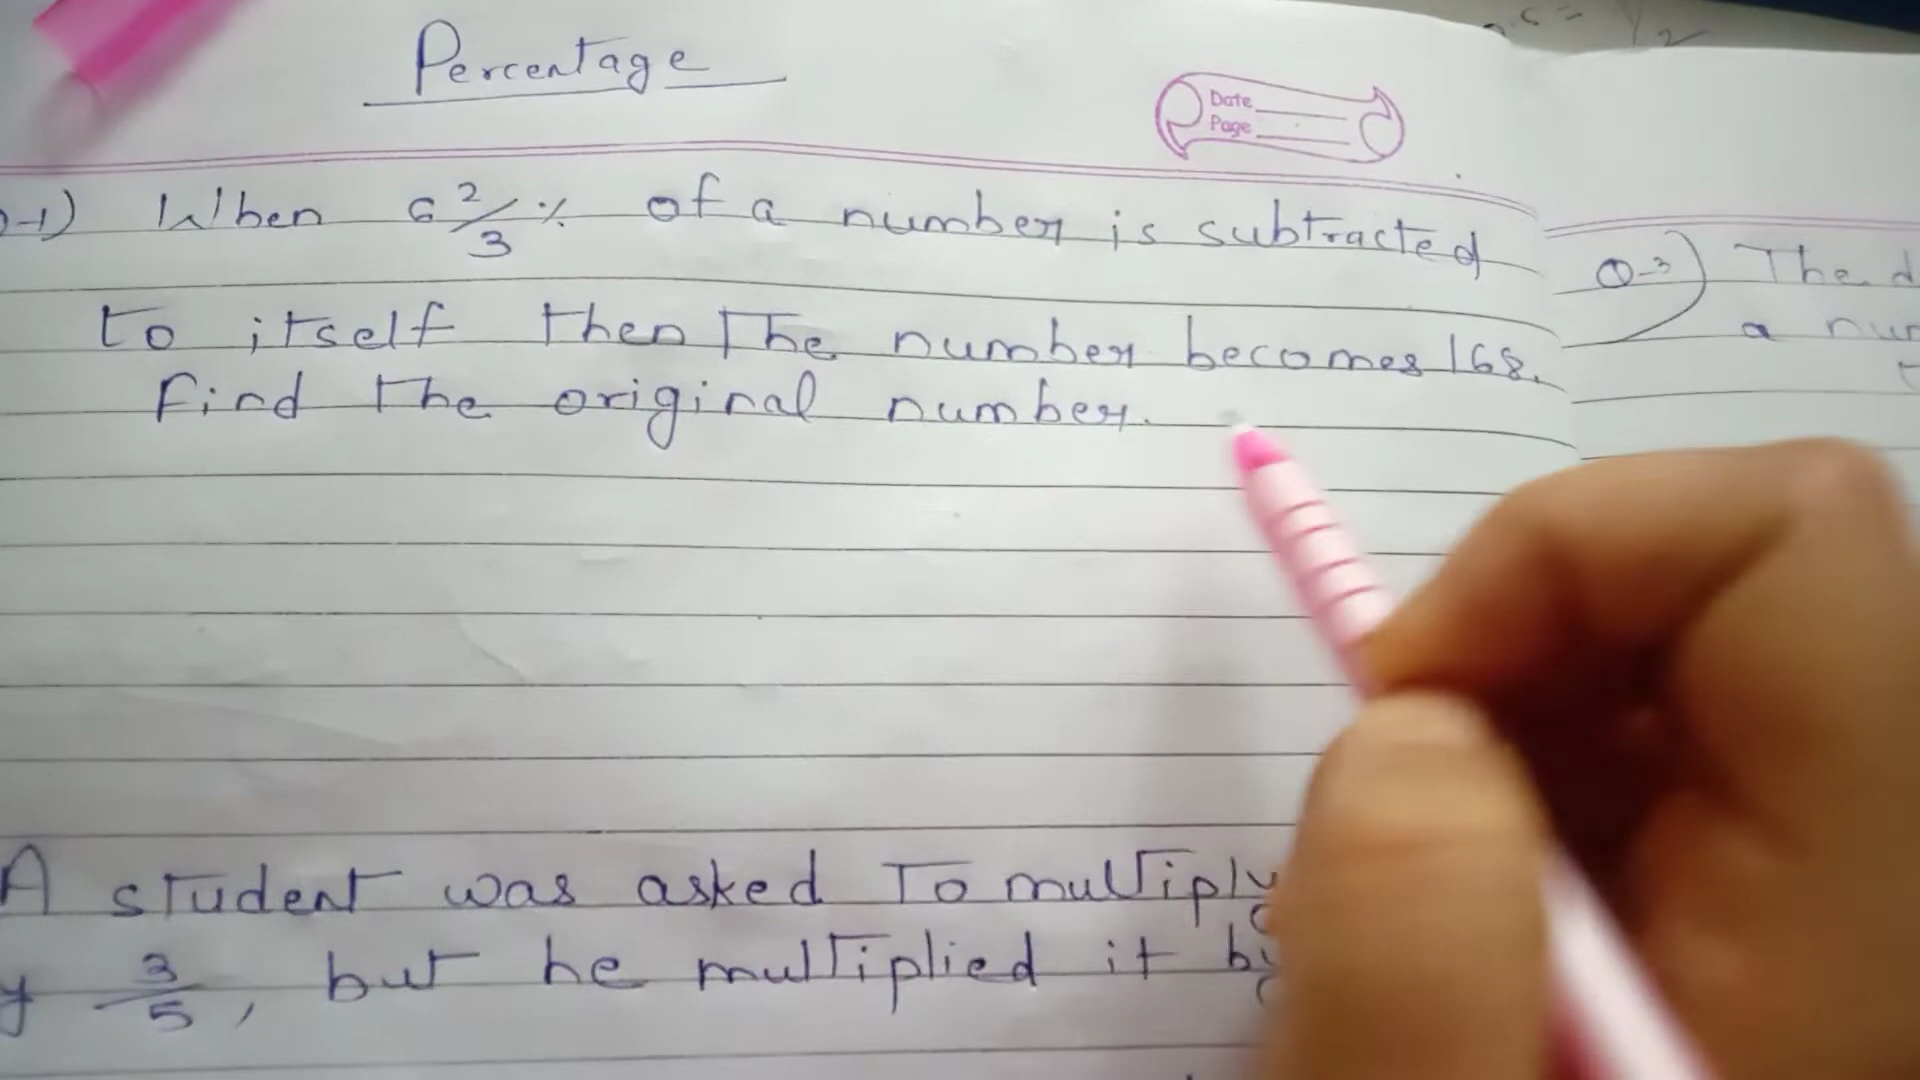 Percentage
Date
Page
-1) When 6 2/3 % of a number is subtracted
to itself then the number becomes 168.
Find the original number.
Q-3) The
a
A student was asked to multiply
y 3/5, but he multiplied it by